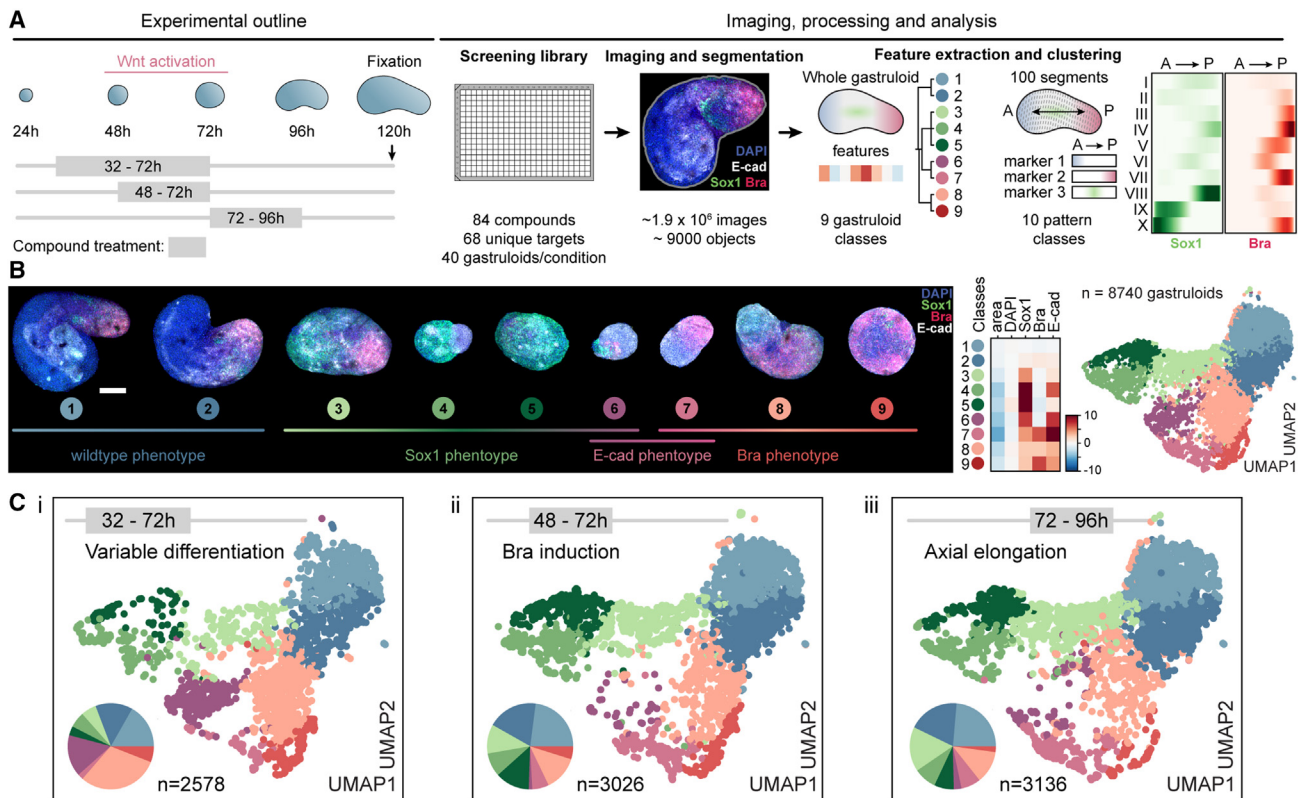 A
Experimental outline
Imaging, processing and analysis
Wnt activation
Fixation
24h
48h
72h
96h
120h
32 - 72h
48 - 72h
72 - 96h
Compound treatment:
Screening library
84 compounds
68 unique targets
40 gastruloids/condition
Imaging and segmentation
DAPI
E-cad
Sox1 Bra
~1.9 x 10⁶ images
~ 9000 objects
Feature extraction and clustering
Whole gastruloid
features
1
2
3
4
5
6
7
8
9
9 gastruloid
classes
100 segments
A
P
A → P
marker 1
marker 2
marker 3
10 pattern
classes
A → P
A → P
I
II
III
IV
V
VI
VII
VIII
IX
X
Sox1
Bra
B
DAPI
Sox1
Bra
E-cad
1
2
3
4
5
6
7
8
9
wildtype phenotype
Sox1 phentoype
E-cad phentoype
Bra phenotype
Classes
area
DAPI
Sox1
Bra
E-cad
1
2
3
4
5
6
7
8
9
10
0
-10
n = 8740 gastruloids
UMAP1
UMAP2
C
i
32 - 72h
Variable differentiation
n=2578
UMAP1
UMAP2
ii
48 - 72h
Bra induction
n=3026
UMAP1
UMAP2
iii
72 - 96h
Axial elongation
n=3136
UMAP1
UMAP2